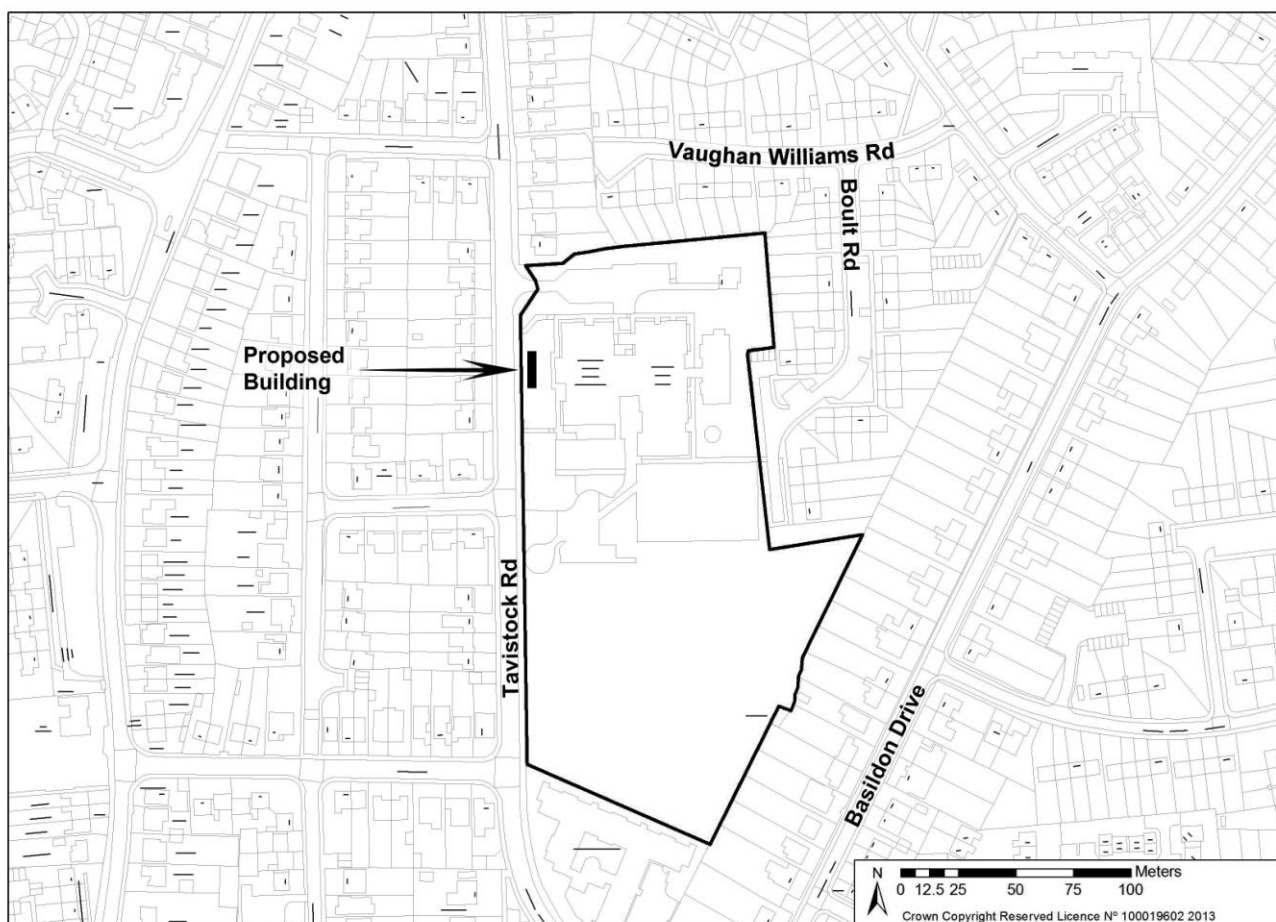 Vaughan Williams Rd
Boult Rd
Proposed
Building
Tavistock Rd
Basildon Drive
N
Meters
0 12.5 25 50 75 100
Crown Copyright Reserved Licence Nº 100019602 2013